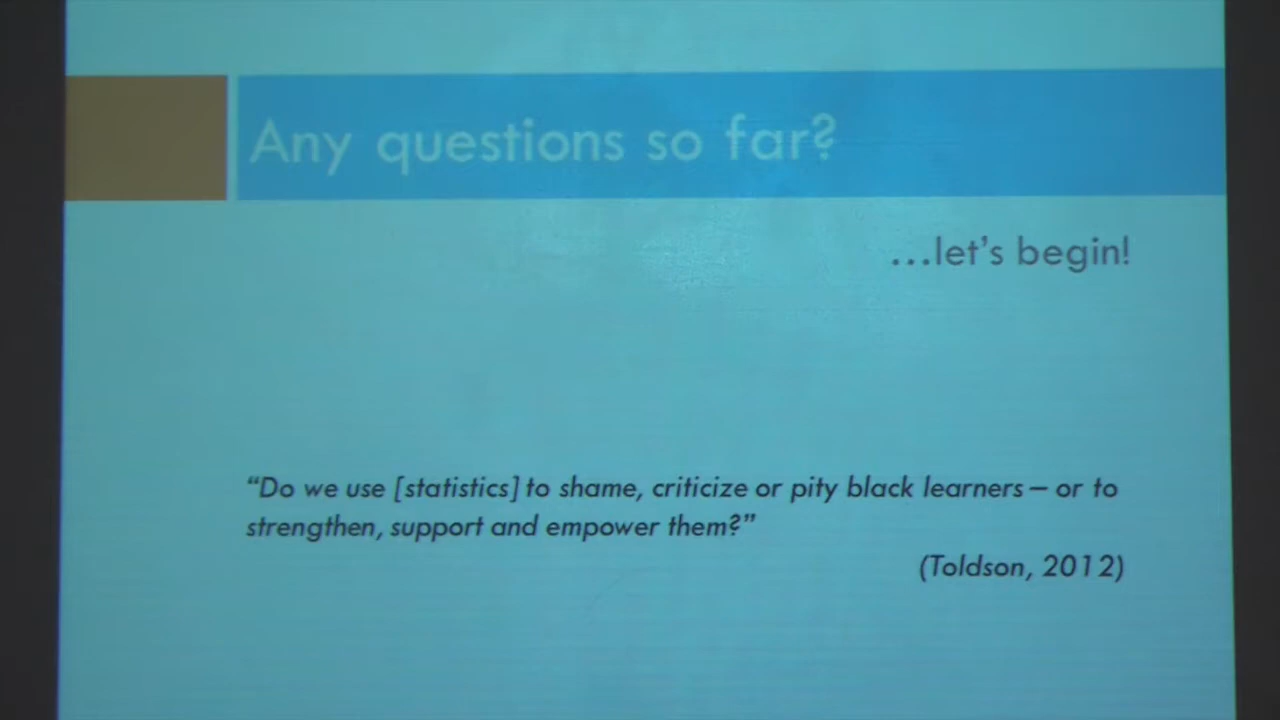 Any questions so far?
…let’s begin!
“Do we use [statistics] to shame, criticize or pity black learners – or to
strengthen, support and empower them?”
(Toldson, 2012)